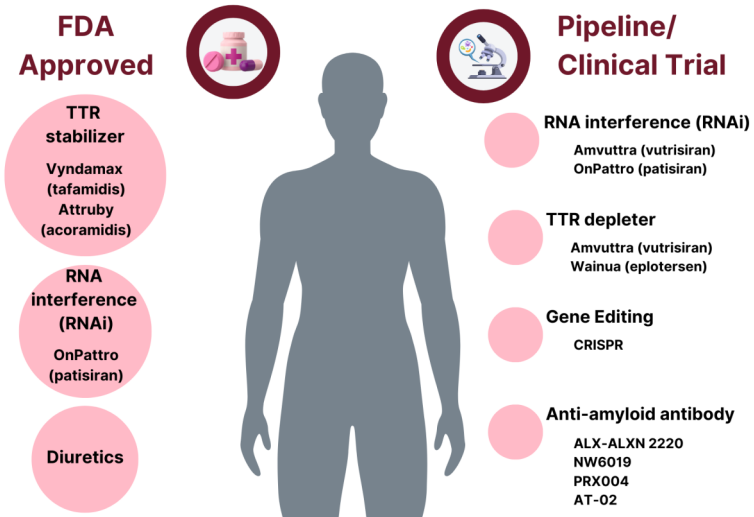 FDA
Approved
TTR
stabilizer
Vyndamax
(tafamidis)
Attruby
(acoramidis)
RNA
interference
(RNAi)
OnPattro
(patisiran)
Diuretics
Pipeline/
Clinical Trial
RNA interference (RNAi)
Amvuttra (vutrisiran)
OnPattro (patisiran)
TTR depleter
Amvuttra (vutrisiran)
Wainua (eplotersen)
Gene Editing
CRISPR
Anti-amyloid antibody
ALX-ALXN 2220
NW6019
PRX004
AT-02